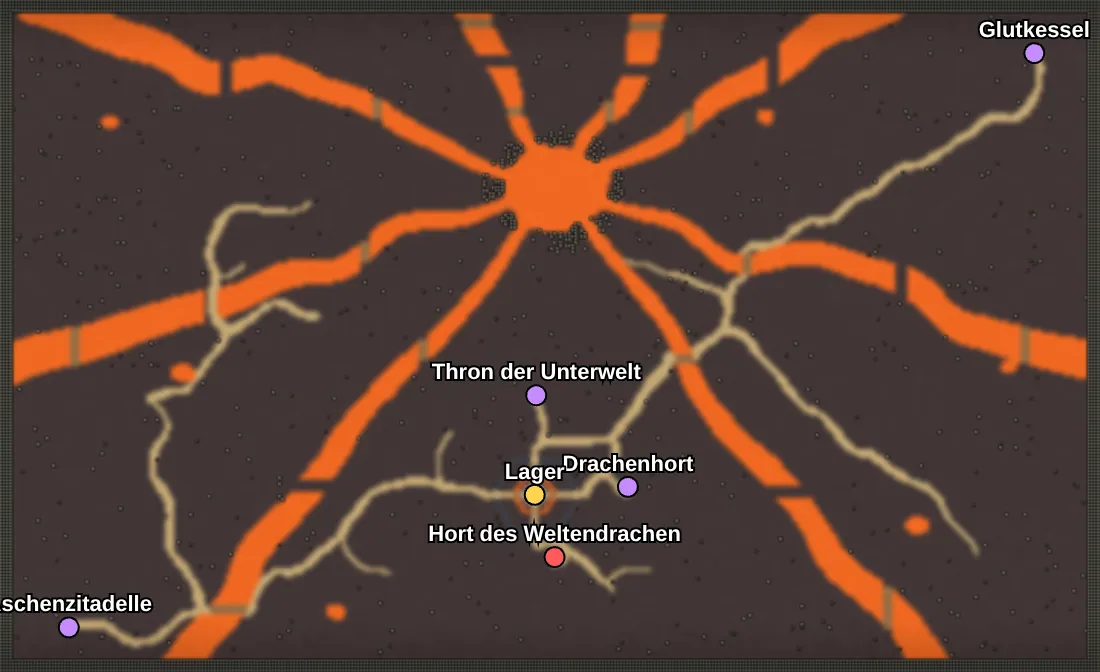 Glutkessel
Thron der Unterwelt
Lager
Drachenhort
Hort des Weltendrachen
schenzitadelle